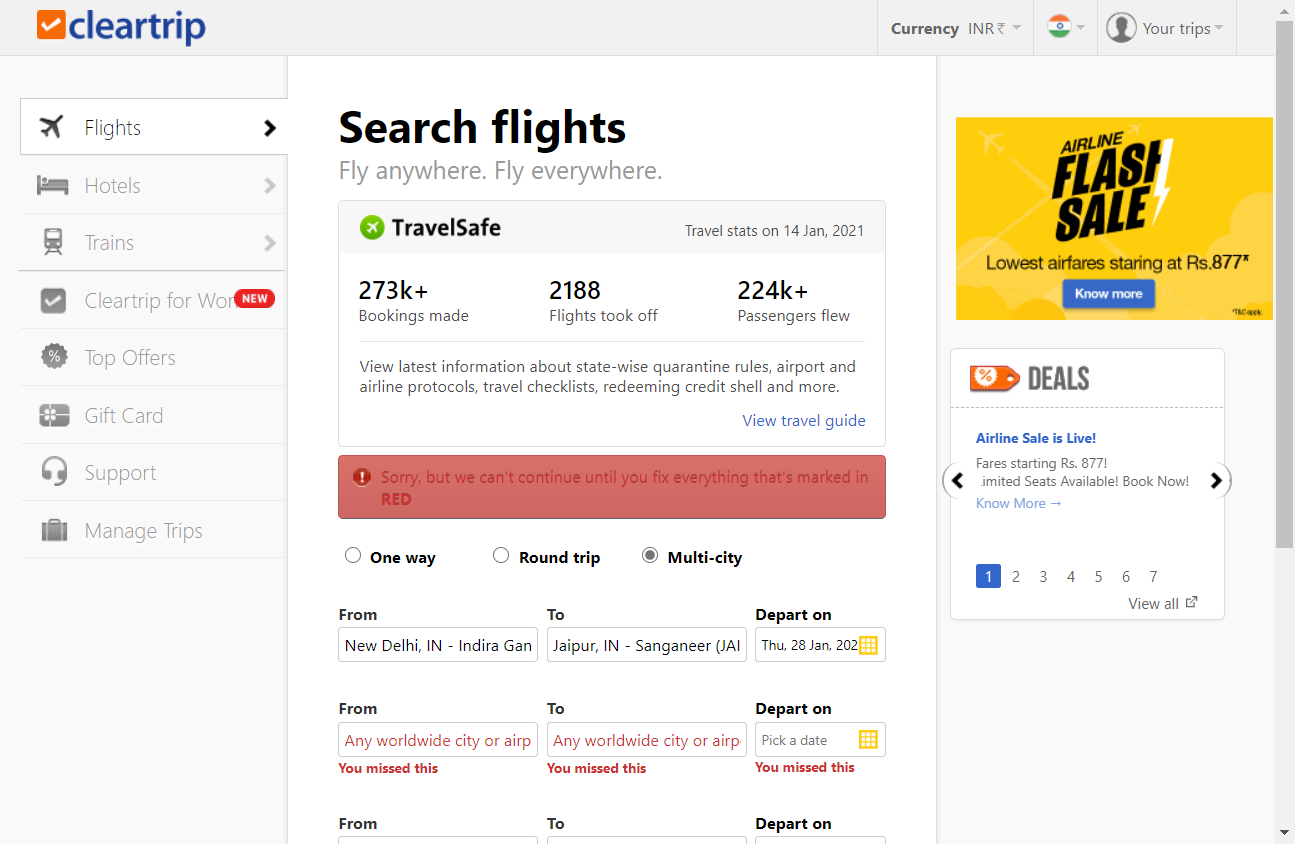 cleartrip
Currency INR₹
Your trips
Flights
Hotels
Trains
Cleartrip for Wor
NEW
Top Offers
Gift Card
Support
Manage Trips
Search flights
Fly anywhere. Fly everywhere.
TravelSafe
Travel stats on 14 Jan, 2021
273k+
Bookings made
2188
Flights took off
224k+
Passengers flew
View latest information about state-wise quarantine rules, airport and
airline protocols, travel checklists, redeeming credit shell and more.
View travel guide
Sorry, but we can't continue until you fix everything that's marked in
RED
One way Round trip Multi-city
From To Depart on
New Delhi, IN - Indira Gan Jaipur, IN - Sanganeer (JAI Thu, 28 Jan, 202
From To Depart on
Any worldwide city or airp Any worldwide city or airp Pick a date
You missed this You missed this You missed this
From To Depart on
AIRLINE
FLASH
SALE
Lowest airfares staring at Rs.877*
Know more
*T&C apply.
% DEALS
Airline Sale is Live!
Fares starting Rs. 877!
imited Seats Available! Book Now!
Know More →
1 2 3 4 5 6 7
View all